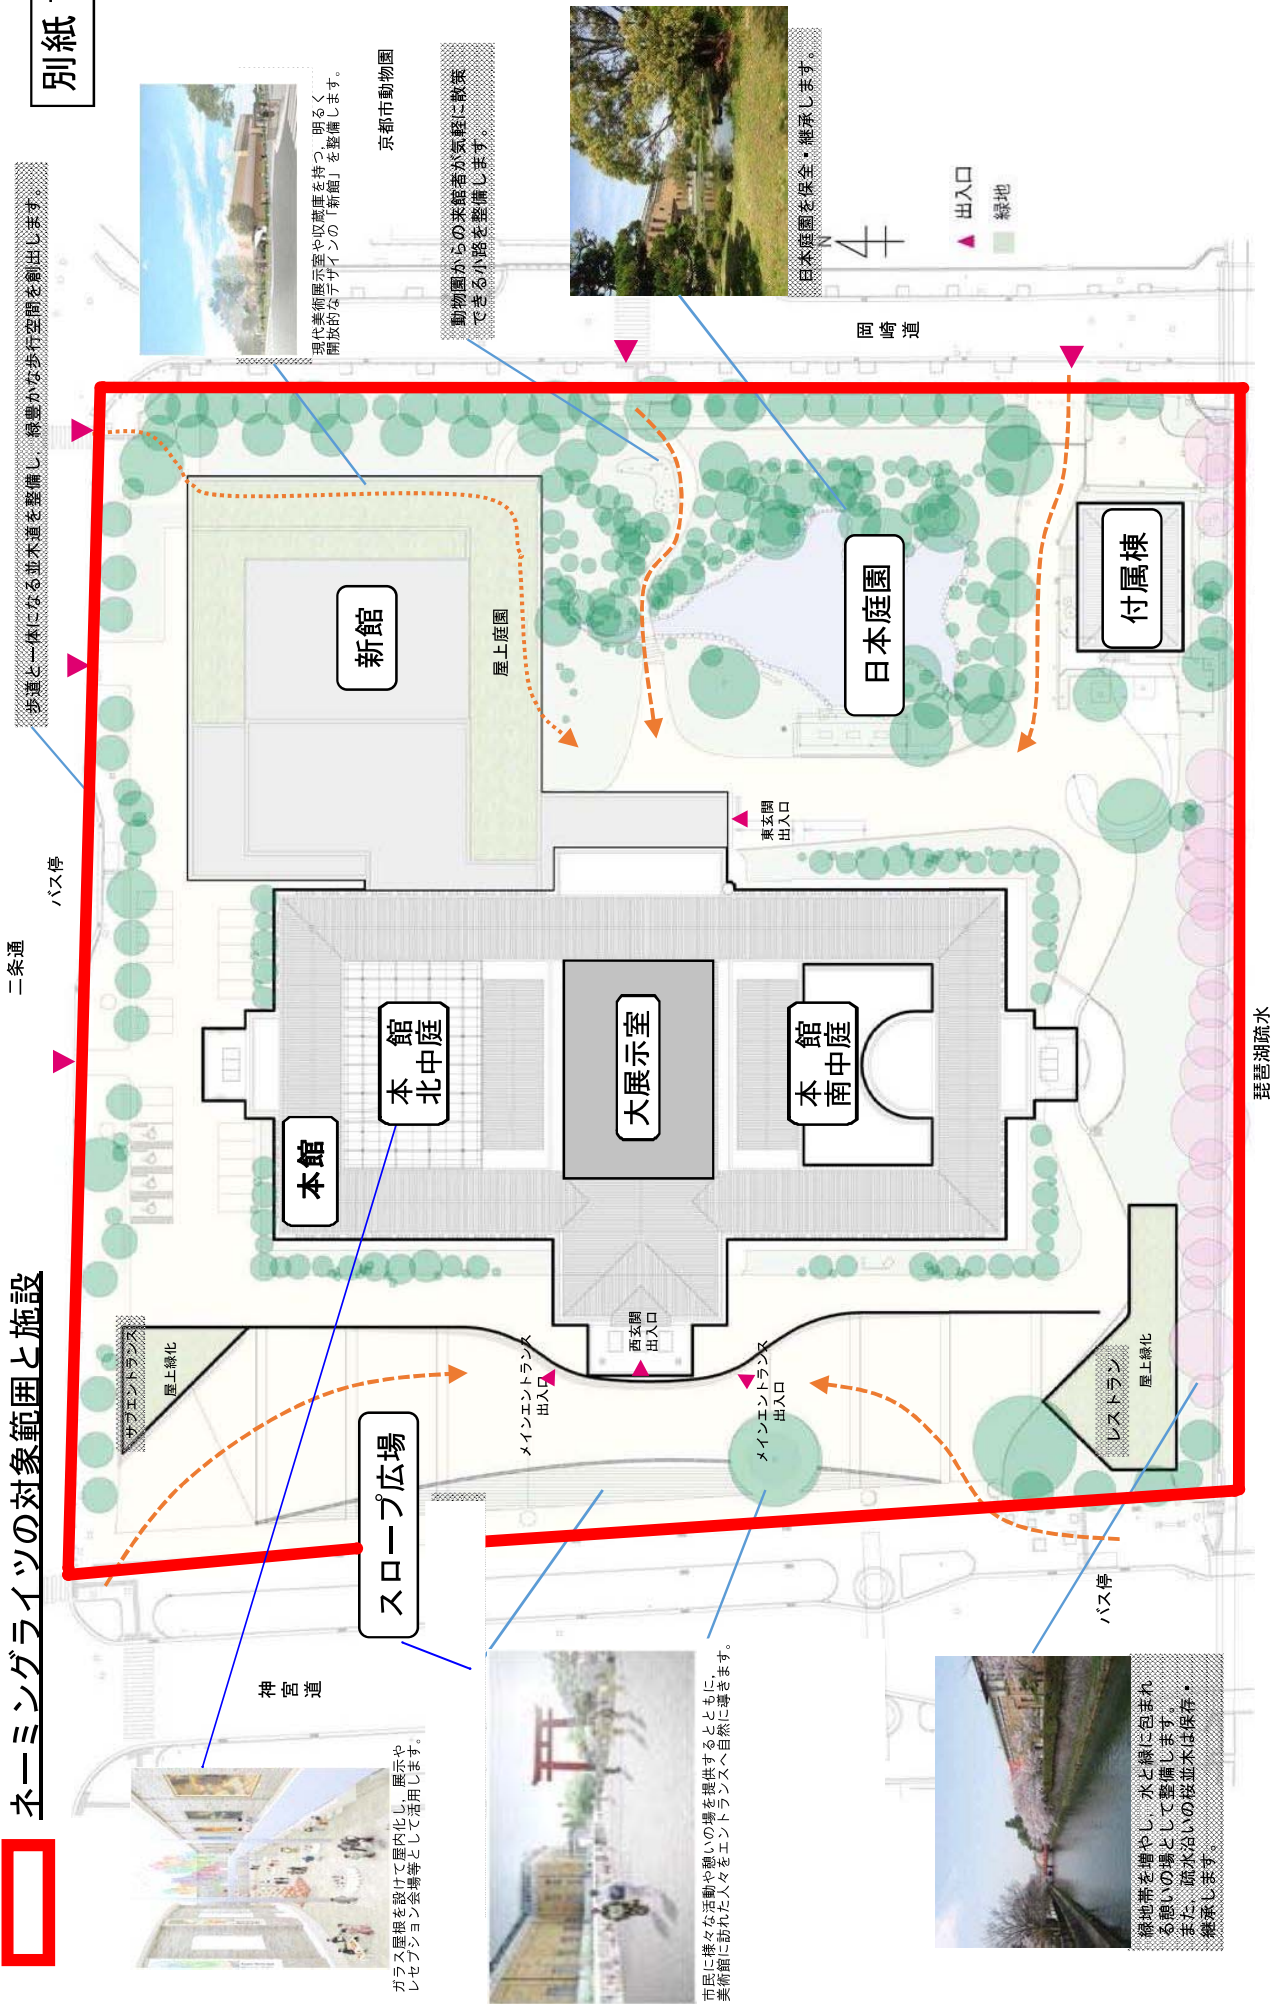 別紙
ネーミングライツの対象範囲と施設
二条通
バス停
歩道と一体になる並木道を整備し，緑豊かな歩行空間を創出します。
現代美術展示室や収蔵庫を持つ，明るく
開放的なデザインの「新館」を整備します。
京都市動物園
動物園からの来館者が気軽に散策
できる小路を整備します。
日本庭園を保全・継承します。
N
出入口
緑地
岡崎道
新館
屋上庭園
日本庭園
付属棟
東玄関
出入口
本館
本　館
北中庭
大展示室
本　館
南中庭
サブエントランス
屋上緑化
メインエントランス
出入口
西玄関
出入口
メインエントランス
出入口
レストラン
屋上緑化
スロープ広場
神宮道
バス停
琵琶湖疏水
ガラス屋根を設けて屋内化し，展示や
レセプション会場等として活用します。
市民に様々な活動や憩いの場を提供するとともに，
美術館に訪れた人々をエントランスへ自然に導きます。
緑地帯を増やし，水と緑に包まれ
る憩いの場として整備します。
また，疏水沿いの桜並木は保存・
継承します。